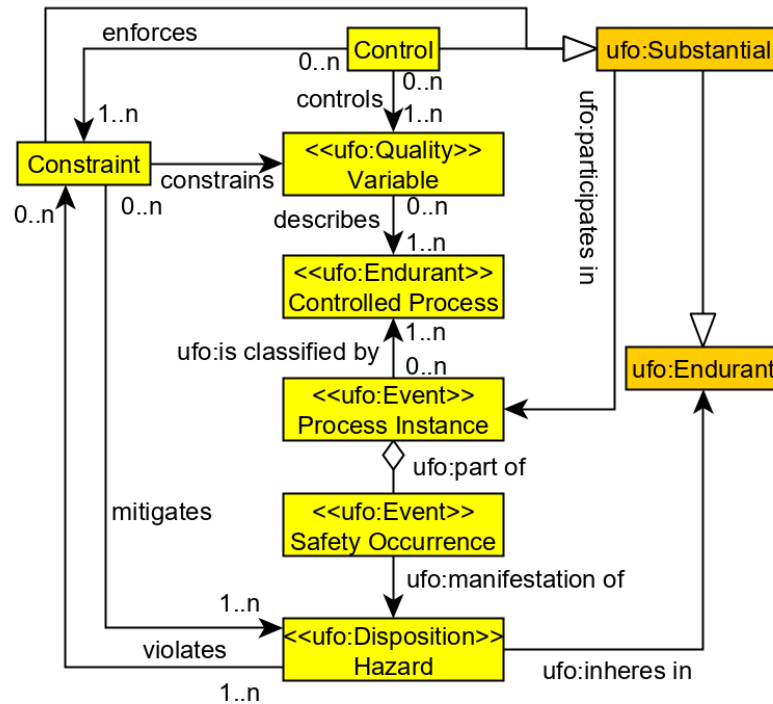 enforces
Control
ufo:Substantial
0..n
0..n
controls
1..n
1..n
Constraint
constrains
<<ufo:Quality>>
Variable
ufo:participates in
0..n
0..n
0..n
describes
1..n
<<ufo:Endurant>>
Controlled Process
1..n
ufo:is classified by
0..n
ufo:Endurant
<<ufo:Event>>
Process Instance
ufo:part of
<<ufo:Event>>
Safety Occurrence
mitigates
ufo:manifestation of
1..n
<<ufo:Disposition>>
Hazard
violates
ufo:inheres in
1..n